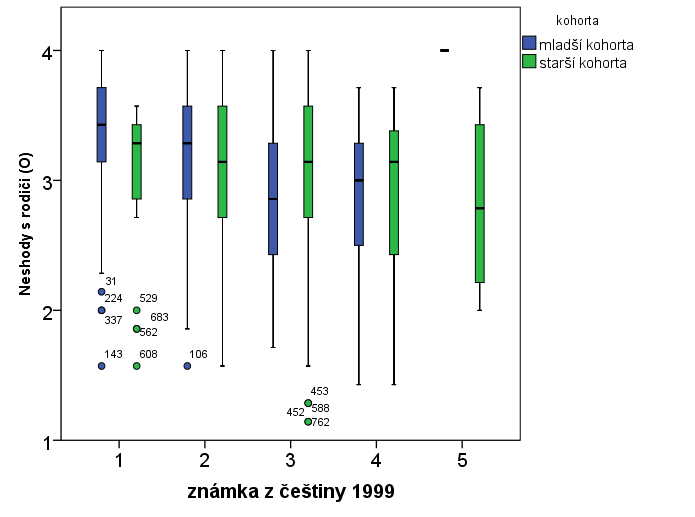 kohorta
mladší kohorta
starší kohorta
Neshody s rodiči (O)
4
3
2
1
31
224
337
143
529
683
562
608
106
453
452
588
762
1 2 3 4 5
známka z češtiny 1999